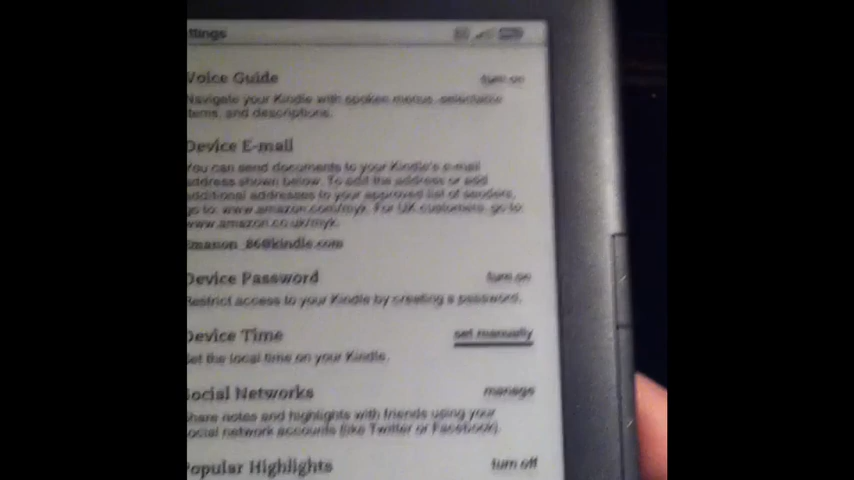 ttings
Voice Guide turn on
Navigate your Kindle with spoken menus, selectable
items, and descriptions.
Device E-mail
You can send documents to your Kindle's e-mail
address shown below. To edit the address or add
additional addresses to your approved list of senders,
go to: www.amazon.com/myk. For UK customers, go to:
www.amazon.co.uk/myk.
_86@kindle.com
Device Password turn on
Restrict access to your Kindle by creating a password.
Device Time set manually
Set the local time on your Kindle.
Social Networks manage
Share notes and highlights with friends using your
social network accounts (like Twitter or Facebook).
Popular Highlights turn off